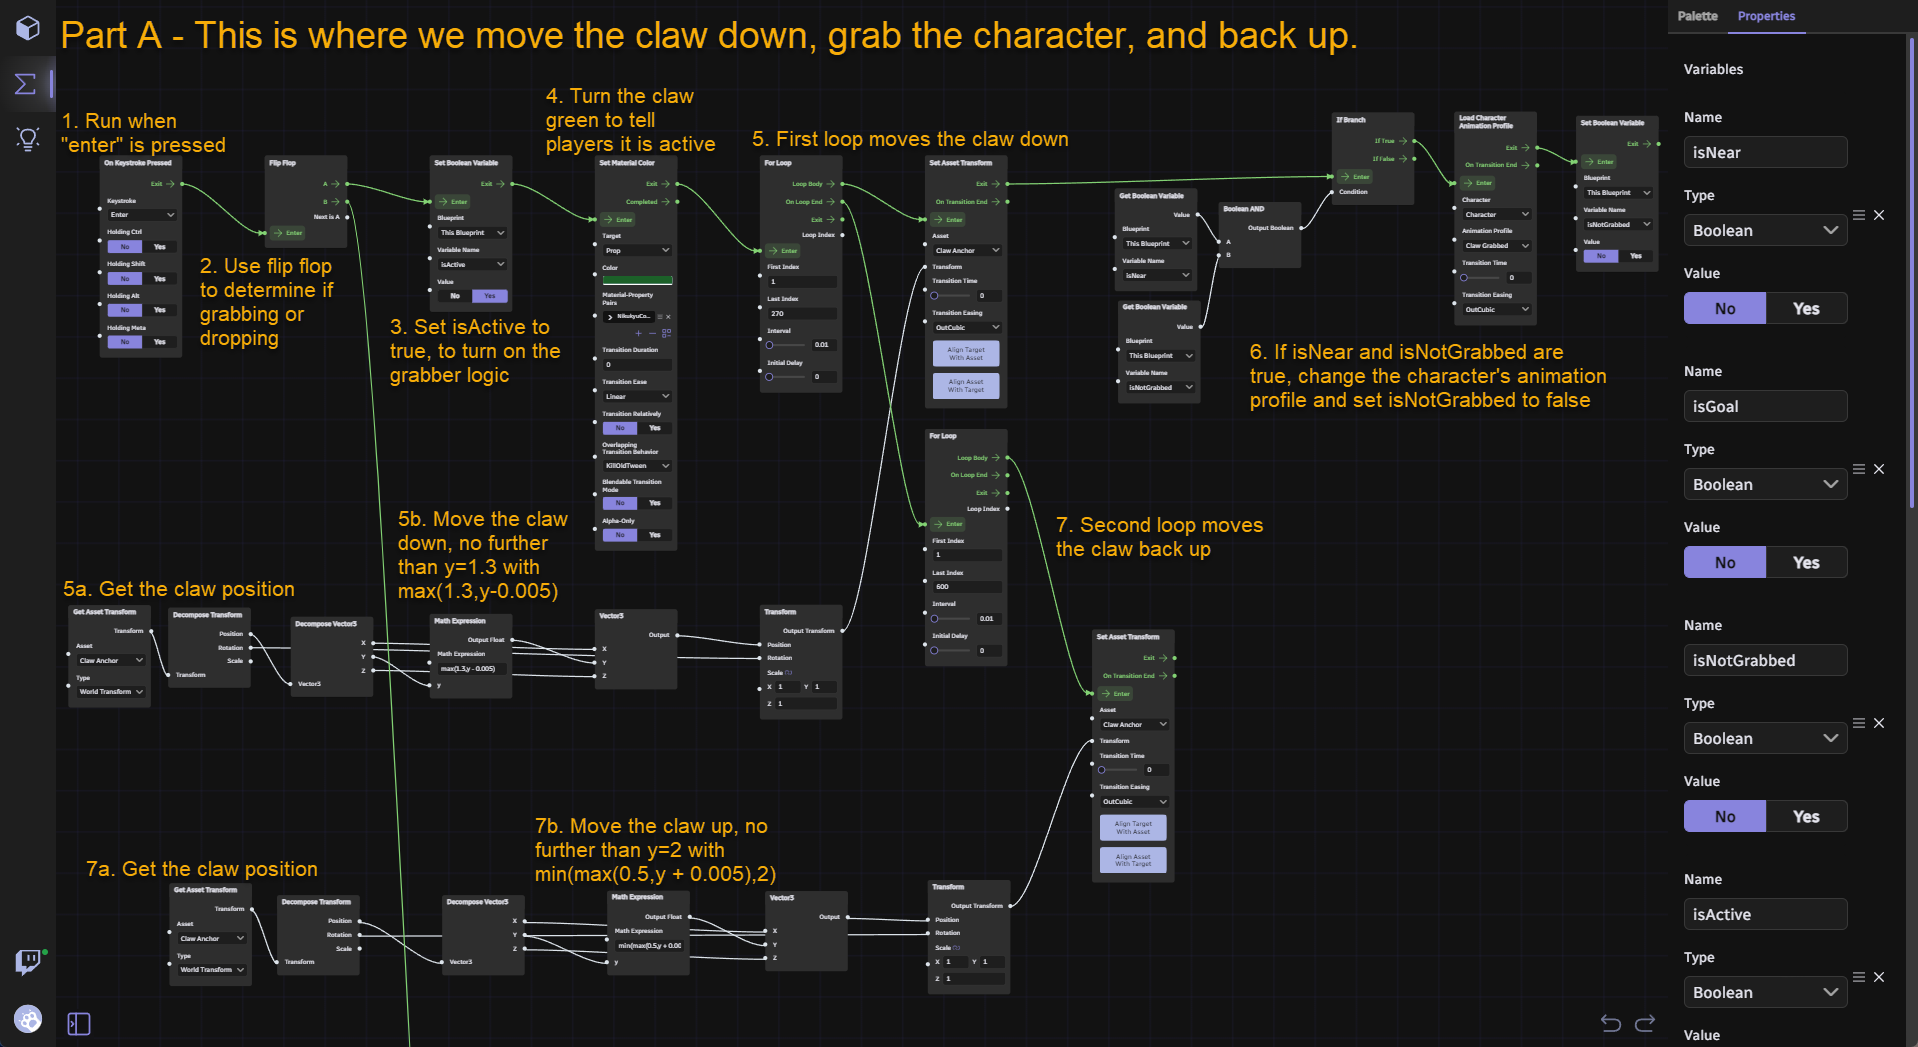 Part A - This is where we move the claw down, grab the character, and back up.
1. Run when
"enter" is pressed
On Keystroke Pressed
Exit
Keystroke
Enter
Holding Ctrl
No Yes
Holding Shift
No Yes
Holding Alt
No Yes
Holding Meta
No Yes
Flip Flop
A
B
Next is A
Enter
2. Use flip flop
to determine if
grabbing or
dropping
Set Boolean Variable
Exit
Enter
Blueprint
This Blueprint
Variable Name
isActive
Value
No Yes
3. Set isActive to
true, to turn on the
grabber logic
4. Turn the claw
green to tell
players it is active
Set Material Color
Exit
Completed
Enter
Target
Prop
Color
Material-Property
Pairs
NikokyuCo...
Transition Duration
0
Transition Ease
Linear
Transition Relatively
No Yes
Overlapping
Transition Behavior
KillOldTween
Blendable Transition
Mode
No Yes
Alpha-Only
No Yes
5. First loop moves the claw down
For Loop
Loop Body
On Loop End
Exit
Loop Index
Enter
First Index
1
Last Index
270
Interval
0.01
Initial Delay
0
Set Asset Transform
Exit
On Transition End
Enter
Asset
Claw Anchor
Transform
Transition Time
0
Transition Easing
OutCubic
Align Target
With Asset
Align Asset
With Target
Get Boolean Variable
Value
Blueprint
This Blueprint
Variable Name
isNear
Get Boolean Variable
Value
Blueprint
This Blueprint
Variable Name
isNotGrabbed
Boolean AND
Output Boolean
A
B
If Branch
If True
If False
Enter
Condition
Load Character
Animation Profile
Exit
On Transition End
Enter
Character
Character
Animation Profile
Claw Grabbed
Transition Time
0
Transition Easing
OutCubic
Set Boolean Variable
Exit
Enter
Blueprint
This Blueprint
Variable Name
isNotGrabbed
Value
No Yes
6. If isNear and isNotGrabbed are
true, change the character's animation
profile and set isNotGrabbed to false
For Loop
Loop Body
On Loop End
Exit
Loop Index
Enter
First Index
1
Last Index
600
Interval
0.01
Initial Delay
0
7. Second loop moves
the claw back up
Set Asset Transform
Exit
On Transition End
Enter
Asset
Claw Anchor
Transform
Transition Time
0
Transition Easing
OutCubic
Align Target
With Asset
Align Asset
With Target
5a. Get the claw position
Get Asset Transform
Transform
Asset
Claw Anchor
Type
World Transform
Decompose Transform
Position
Rotation
Scale
Transform
Decompose Vector3
X
Y
Z
Vector3
5b. Move the claw
down, no further
than y=1.3 with
max(1.3,y-0.005)
Math Expression
Output Float
Math Expression
max(1.3,y - 0.005)
y
Vector3
Output
X
Y
Z
Transform
Output Transform
Position
Rotation
Scale
X 1 Y 1
Z 1
7a. Get the claw position
Get Asset Transform
Transform
Asset
Claw Anchor
Type
World Transform
Decompose Transform
Position
Rotation
Scale
Transform
Decompose Vector3
X
Y
Z
Vector3
7b. Move the claw up, no
further than y=2 with
min(max(0.5,y + 0.005),2)
Math Expression
Output Float
Math Expression
min(max(0.5,y + 0.00
y
Vector3
Output
X
Y
Z
Transform
Output Transform
Position
Rotation
Scale
X 1 Y 1
Z 1
Palette Properties
Variables
Name
isNear
Type
Boolean
Value
No Yes
Name
isGoal
Type
Boolean
Value
No Yes
Name
isNotGrabbed
Type
Boolean
Value
No Yes
Name
isActive
Type
Boolean
Value